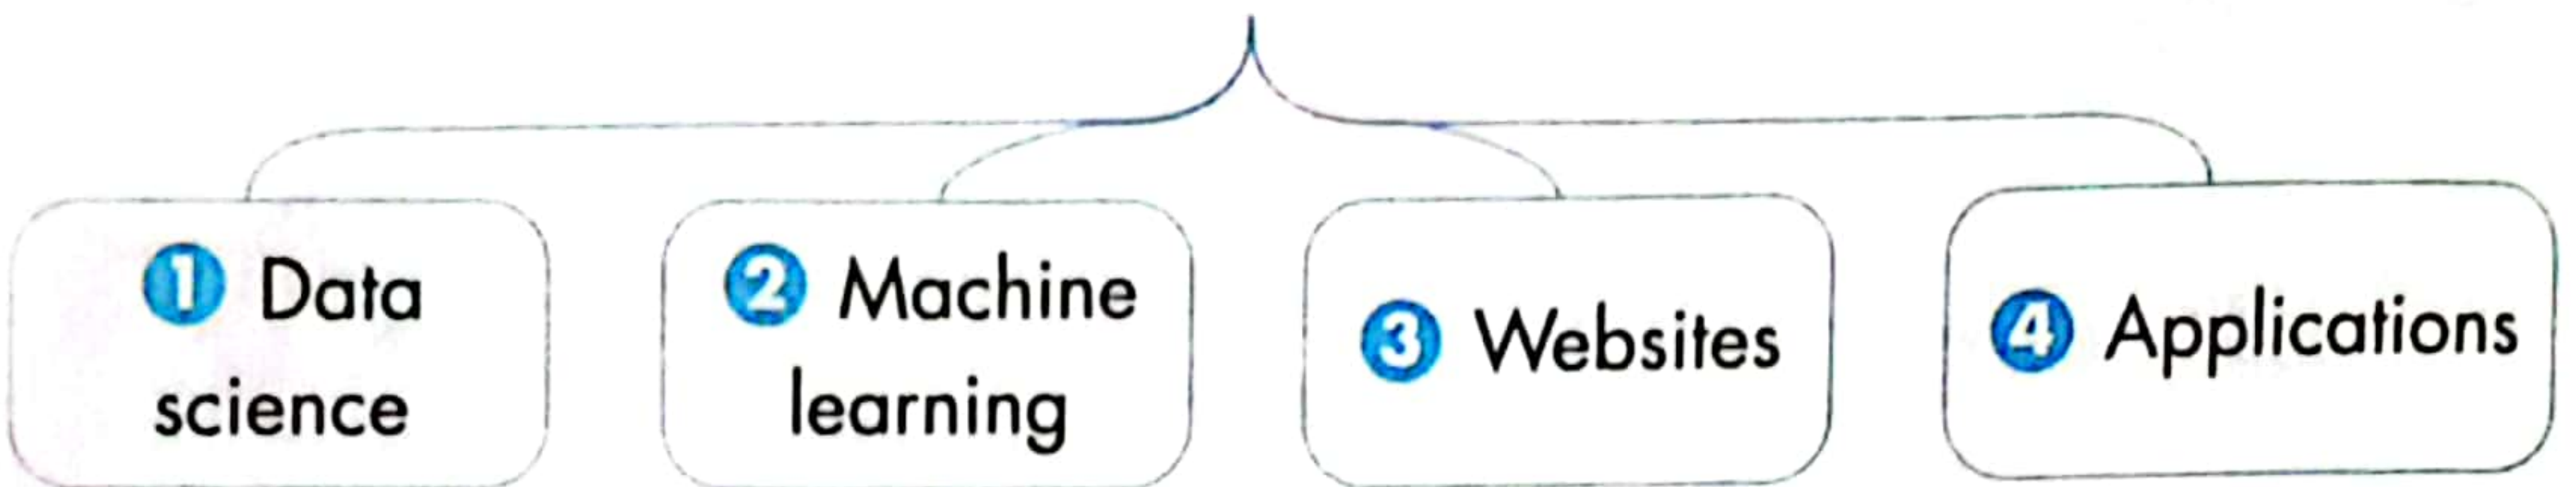 1 Data
science
2 Machine
learning
3 Websites
4 Applications